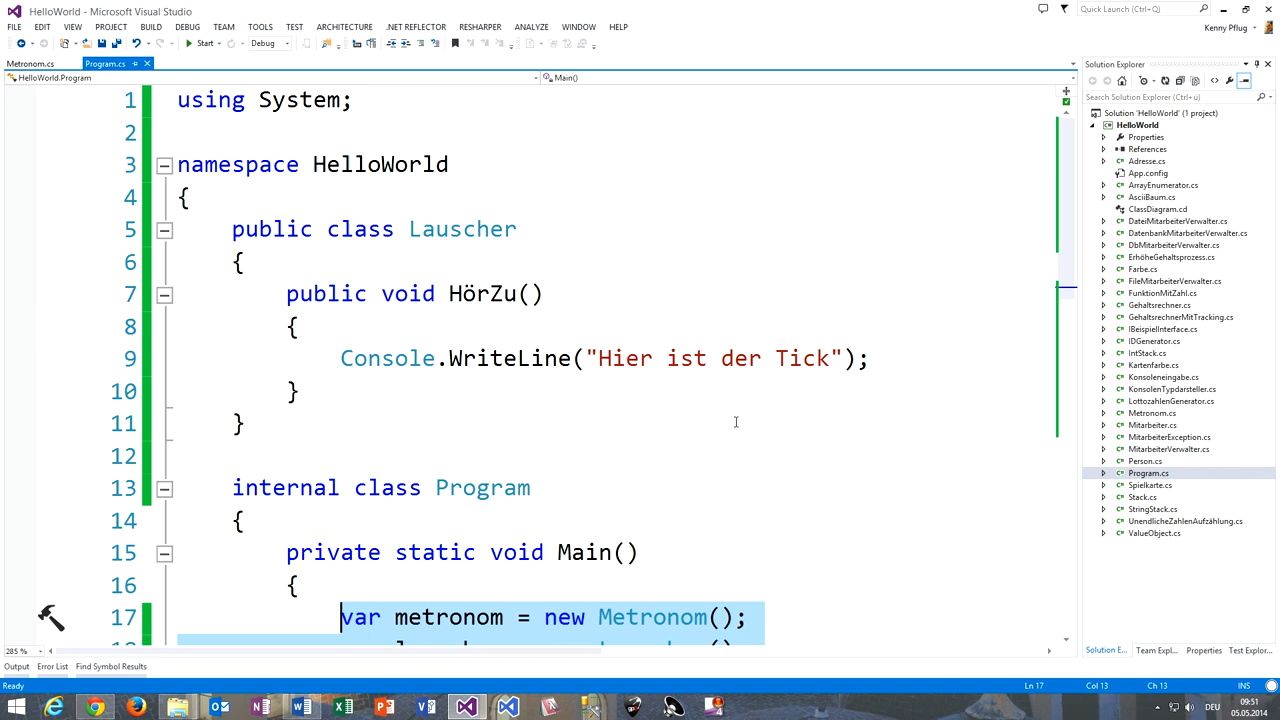 HelloWorld - Microsoft Visual Studio
Quick Launch (Ctrl+Q)
FILE EDIT VIEW PROJECT BUILD DEBUG TEAM TOOLS TEST ARCHITECTURE .NET REFLECTOR RESHARPER ANALYZE WINDOW HELP
Kenny Pflug
Start Debug
Metronom.cs Program.cs
HelloWorld.Program Main()
1 using System;
2
3 namespace HelloWorld
4 {
5 public class Lauscher
6 {
7 public void HörZu()
8 {
9 Console.WriteLine("Hier ist der Tick");
10 }
11 }
12
13 internal class Program
14 {
15 private static void Main()
16 {
17 var metronom = new Metronom();
285 %
Solution Explorer
Search Solution Explorer (Ctrl+ü)
Solution 'HelloWorld' (1 project)
HelloWorld
Properties
References
Adresse.cs
App.config
ArrayEnumerator.cs
AsciiBaum.cs
ClassDiagram.cd
DateiMitarbeiterVerwalter.cs
DatenbankMitarbeiterVerwalter.cs
DbMitarbeiterVerwalter.cs
ErhöheGehaltsprozess.cs
Farbe.cs
FileMitarbeiterVerwalter.cs
FunktionMitZahl.cs
Gehaltsrechner.cs
GehaltsrechnerMitTracking.cs
IBeispielInterface.cs
IDGenerator.cs
IntStack.cs
Kartenfarbe.cs
Konsoleneingabe.cs
KonsolenTypdarsteller.cs
LottozahlenGenerator.cs
Metronom.cs
Mitarbeiter.cs
MitarbeiterException.cs
MitarbeiterVerwalter.cs
Person.cs
Program.cs
Spielkarte.cs
Stack.cs
StringStack.cs
UnendlicheZahlenAufzählung.cs
ValueObject.cs
Solution E... Team Expl... Properties Test Explor...
Output Error List Find Symbol Results
Ready Ln 17 Col 13 Ch 13 INS
DEU 09:51
05.05.2014